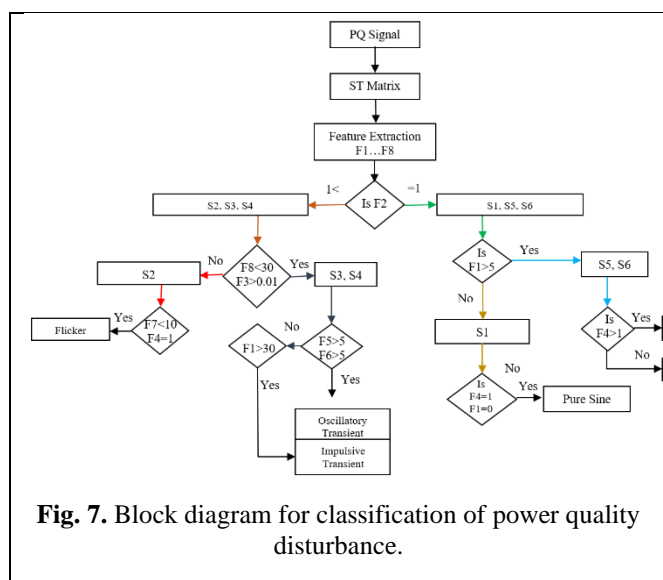 PQ Signal
ST Matrix
Feature Extraction
F1...F8
1<
Is F2
=1
S2, S3, S4
S1, S5, S6
No
F8<30
F3>0.01
Yes
S2
S3, S4
Is
F1>5
Yes
S5, S6
Yes
F7<10
F4=1
Flicker
No
F1>30
F5>5
F6>5
Yes
Yes
No
S1
Is
F4>1
Yes
No
No
Is
F4=1
F1=0
Yes
Pure Sine
Oscillatory
Transient
Impulsive
Transient
Fig. 7. Block diagram for classification of power quality
disturbance.